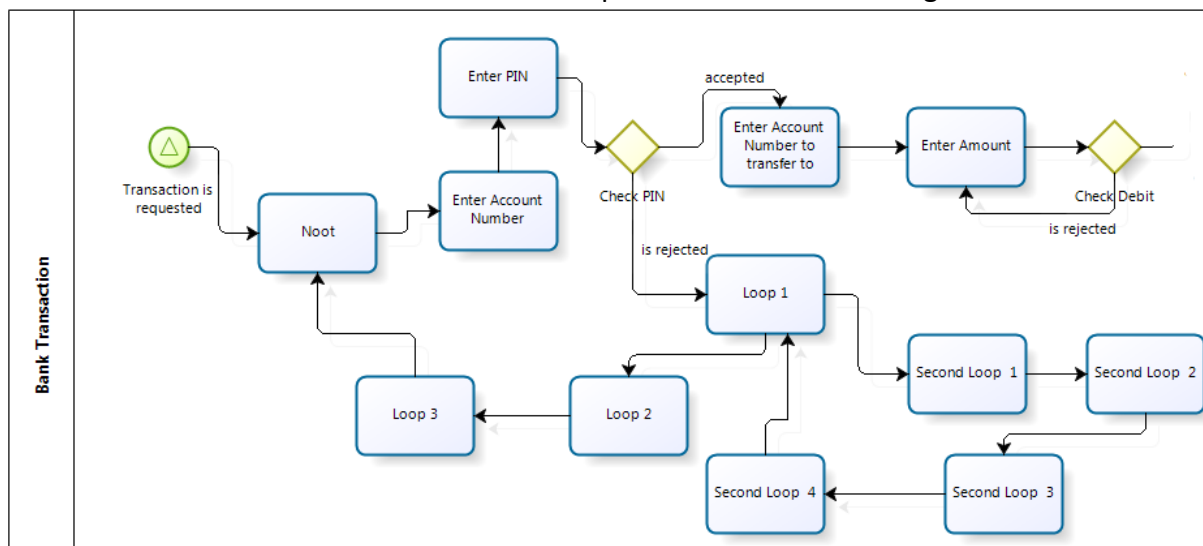 Bank Transaction
Transaction is
requested
Noot
Enter Account
Number
Enter PIN
Check PIN
accepted
Enter Account
Number to
transfer to
Enter Amount
Check Debit
is rejected
is rejected
Loop 1
Loop 2
Loop 3
Second Loop 1
Second Loop 2
Second Loop 3
Second Loop 4